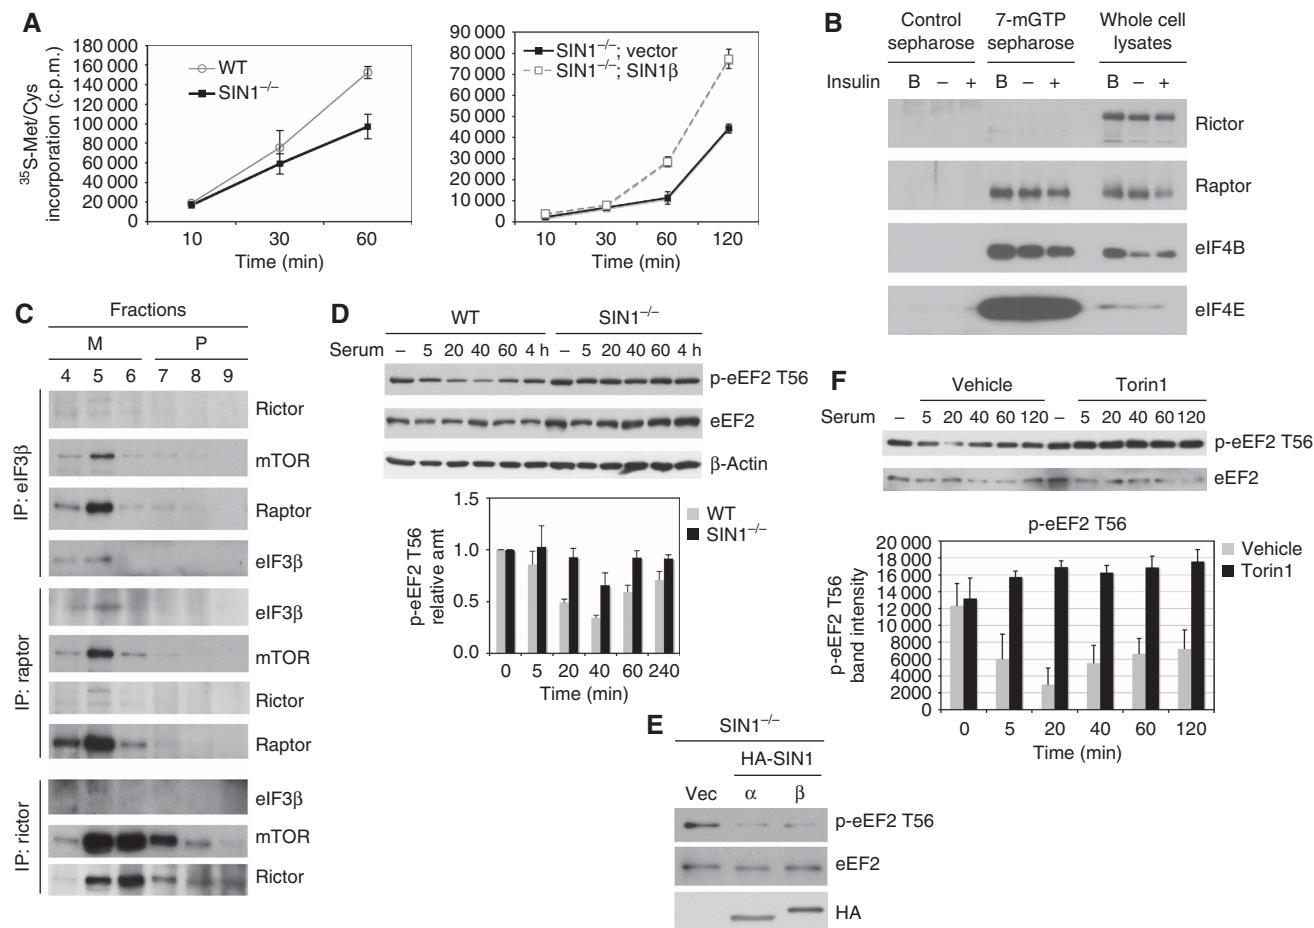 A
180 000
160 000
140 000
120 000
100 000
80 000
60 000
40 000
20 000
0
35S-Met/Cys
incorporation (c.p.m.)
WT
SIN1–/–
10 30 60
Time (min)
90 000
80 000
70 000
60 000
50 000
40 000
30 000
20 000
10 000
0
SIN1–/–; vector
SIN1–/–; SIN1β
10 30 60 120
Time (min)
B
Control sepharose
7-mGTP sepharose
Whole cell lysates
Insulin B – + B – + B – +
Rictor
Raptor
eIF4B
eIF4E
C
Fractions
M P
4 5 6 7 8 9
IP: eIF3β
Rictor
mTOR
Raptor
eIF3β
IP: raptor
eIF3β
mTOR
Rictor
Raptor
IP: rictor
eIF3β
mTOR
Rictor
D
WT SIN1–/–
Serum – 5 20 40 60 4 h – 5 20 40 60 4 h
p-eEF2 T56
eEF2
β-Actin
1.5
1.0
0.5
0.0
p-eEF2 T56
relative amt
WT
SIN1–/–
0 5 20 40 60 240
Time (min)
E
SIN1–/–
HA-SIN1
Vec α β
p-eEF2 T56
eEF2
HA
F
Vehicle Torin1
Serum – 5 20 40 60 120 – 5 20 40 60 120
p-eEF2 T56
eEF2
p-eEF2 T56
20 000
18 000
16 000
14 000
12 000
10 000
8000
6000
4000
2000
0
p-eEF2 T56
band intensity
Vehicle
Torin1
0 5 20 40 60 120
Time (min)